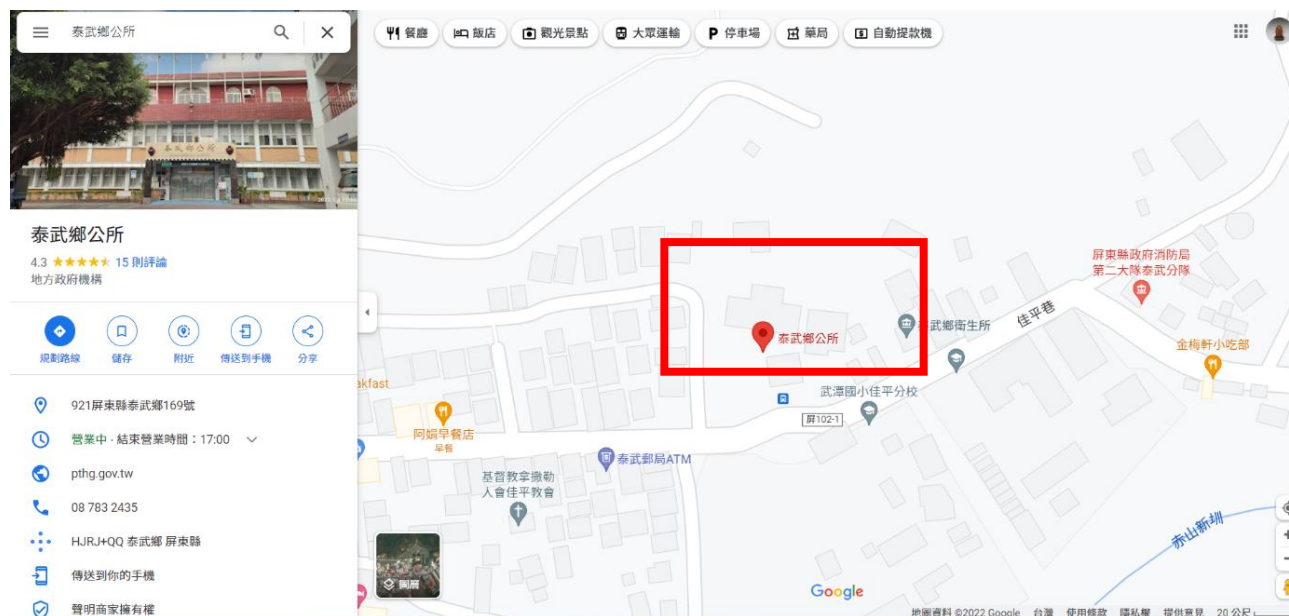 泰武鄉公所
餐廳
飯店
觀光景點
大眾運輸
P 停車場
藥局
自動提款機
泰武鄉公所
泰武鄉公所
4.3
15 則評論
地方政府機構
規劃路線
儲存
附近
傳送到手機
分享
921屏東縣泰武鄉169號
營業中 · 結束營業時間：17:00
pthg.gov.tw
08 783 2435
HJRJ+QQ 泰武鄉 屏東縣
傳送到你的手機
聲明商家擁有權
屏東縣政府消防局
第二大隊泰武分隊
佳平巷
泰武鄉衛生所
泰武鄉公所
金梅軒小吃部
武潭國小佳平分校
屏102-1
akfast
阿娟早餐店
早餐
泰武郵局ATM
基督教拿撒勒
人會佳平教會
赤山新圳
圖層
Google
地圖資料 ©2022 Google
台灣
使用條款
隱私權
提供意見
20 公尺